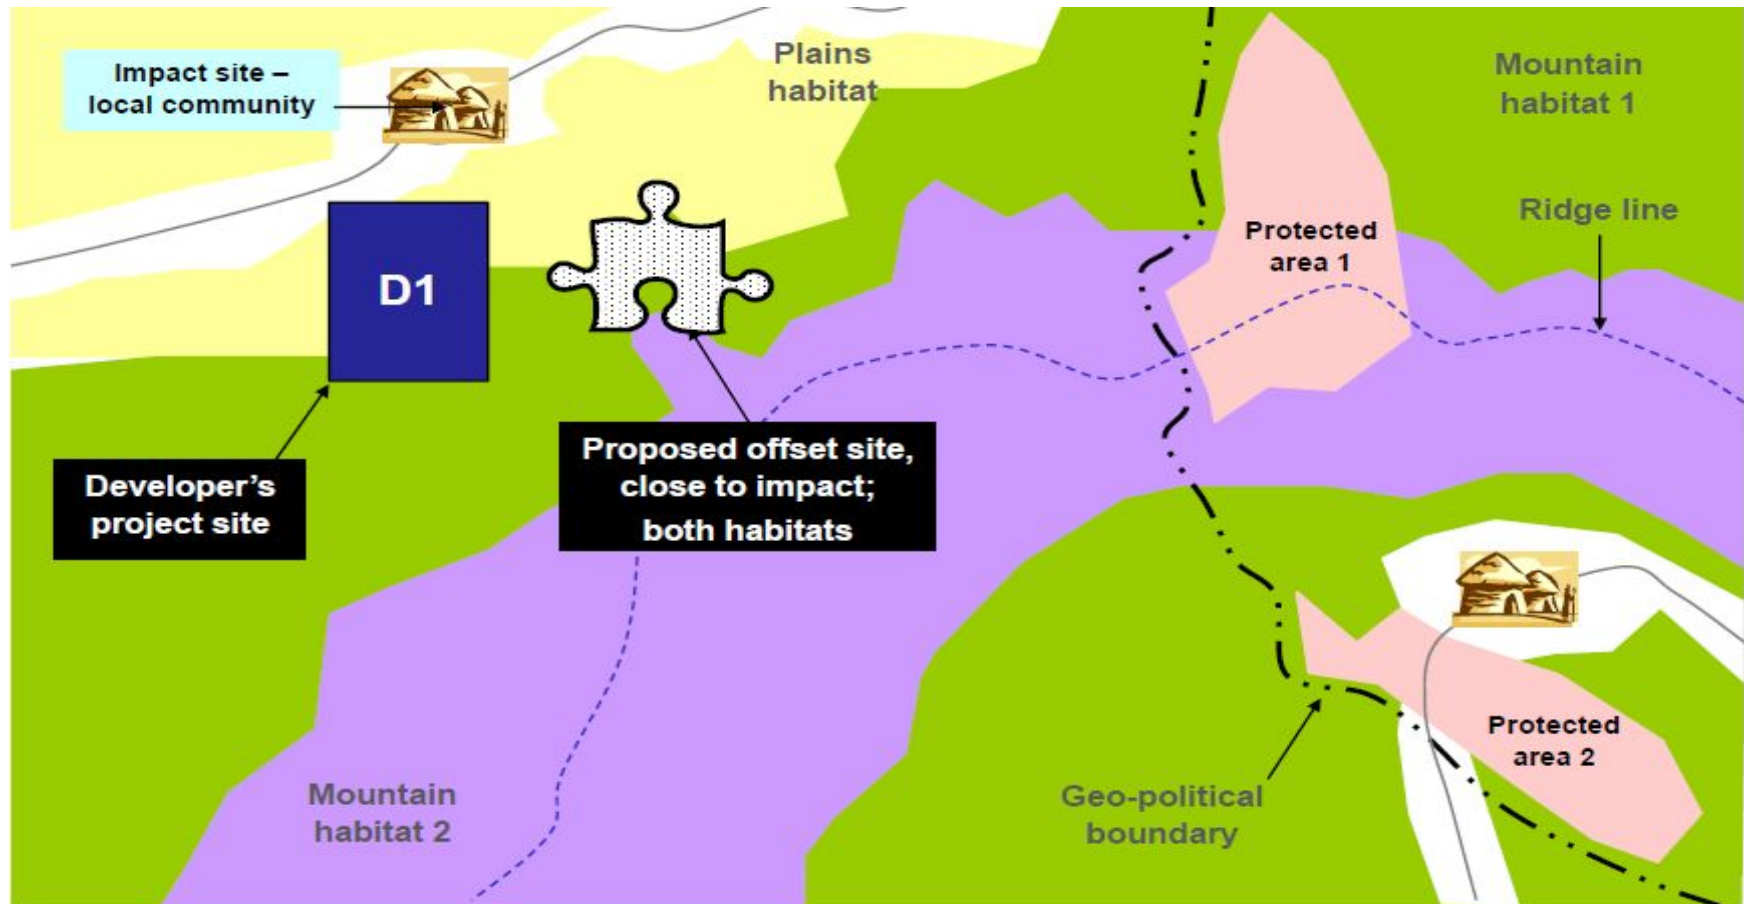 Impact site –
local community
Plains
habitat
Mountain
habitat 1
Ridge line
Protected
area 1
D1
Developer's
project site
Proposed offset site,
close to impact;
both habitats
Protected
area 2
Mountain
habitat 2
Geo-political
boundary